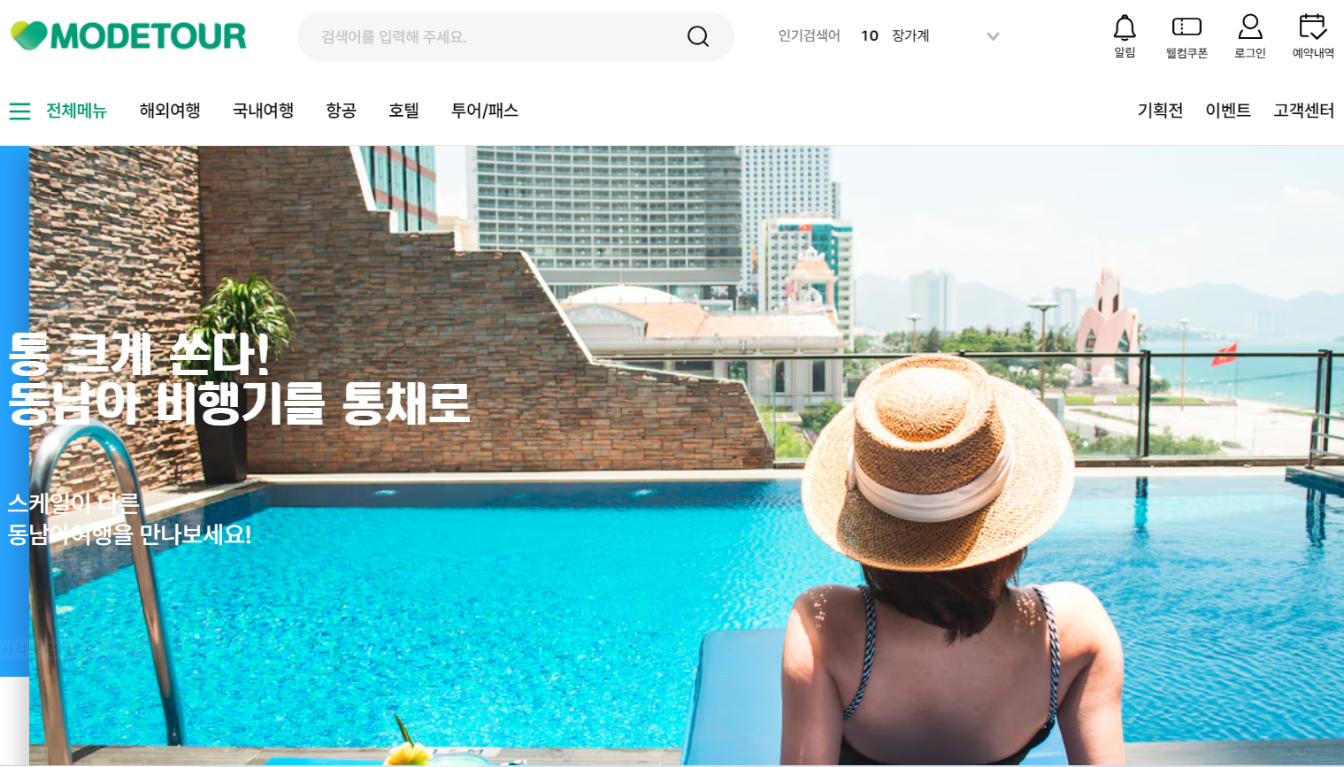 MODETOUR
검색어를 입력해 주세요.
인기검색어 10 장가계
알림
웰컴쿠폰
로그인
예약내역
전체메뉴 해외여행 국내여행 항공 호텔 투어/패스
기획전 이벤트 고객센터
통 크게 쏜다!
동남아 비행기를 통채로
스케일이 다른
동남아여행을 만나보세요!